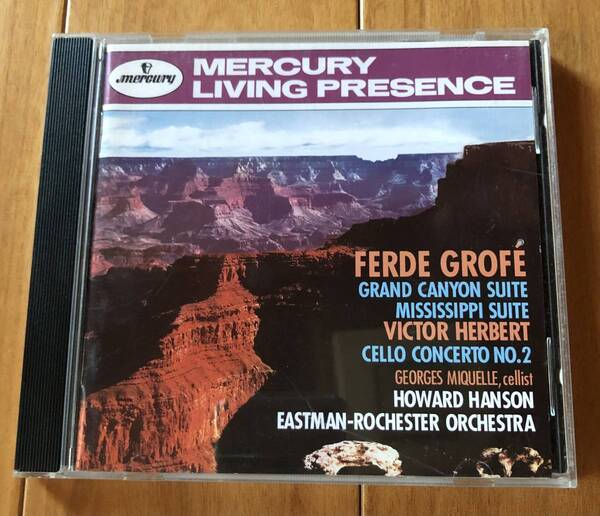 mercury
MERCURY
LIVING PRESENCE
FERDE GROFÉ
GRAND CANYON SUITE
MISSISSIPPI SUITE
VICTOR HERBERT
CELLO CONCERTO NO.2
GEORGES MIQUELLE, cellist
HOWARD HANSON
EASTMAN-ROCHESTER ORCHESTRA